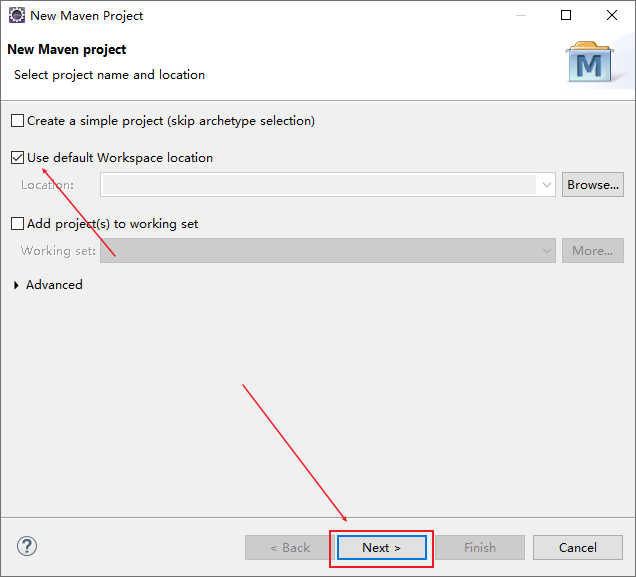 New Maven Project
New Maven project
Select project name and location
M
Create a simple project (skip archetype selection)
Use default Workspace location
Location:
Browse...
Add project(s) to working set
Working set:
More...
Advanced
?
< Back
Next >
Finish
Cancel